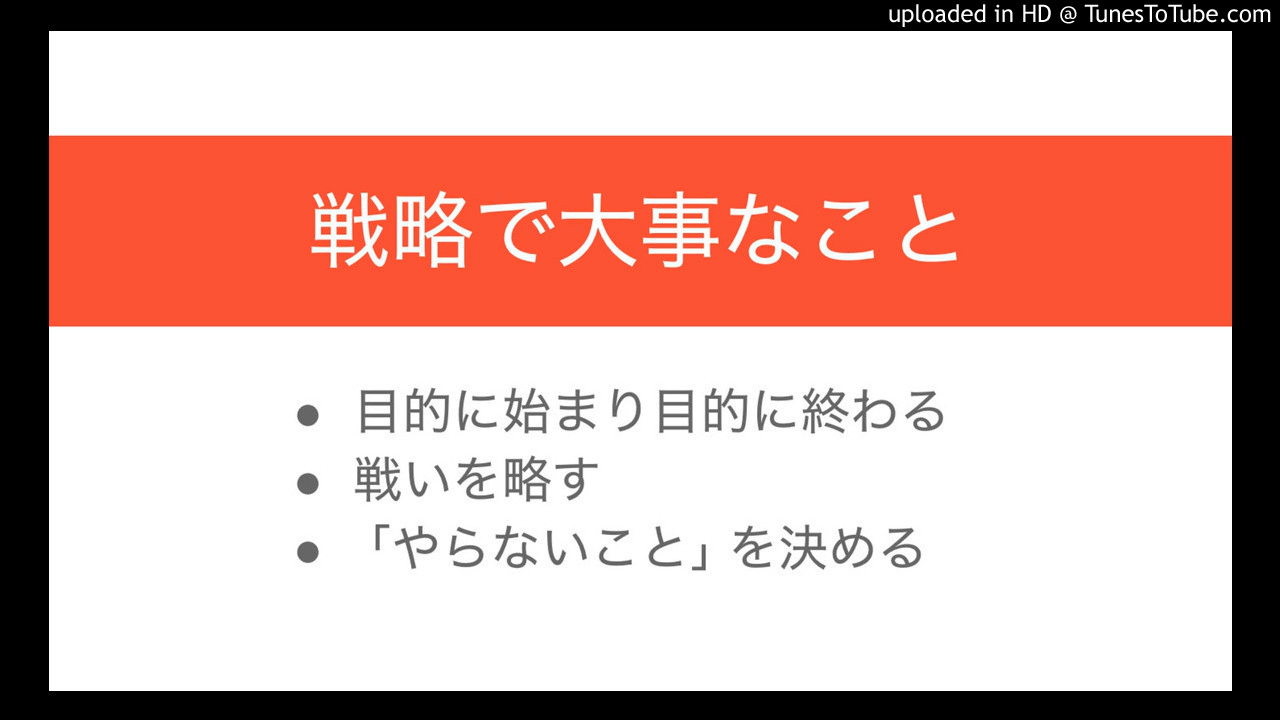 uploaded in HD @ TunesToTube.com
戦略で大事なこと
● 目的に始まり目的に終わる
● 戦いを略す
● 「やらないこと」を決める